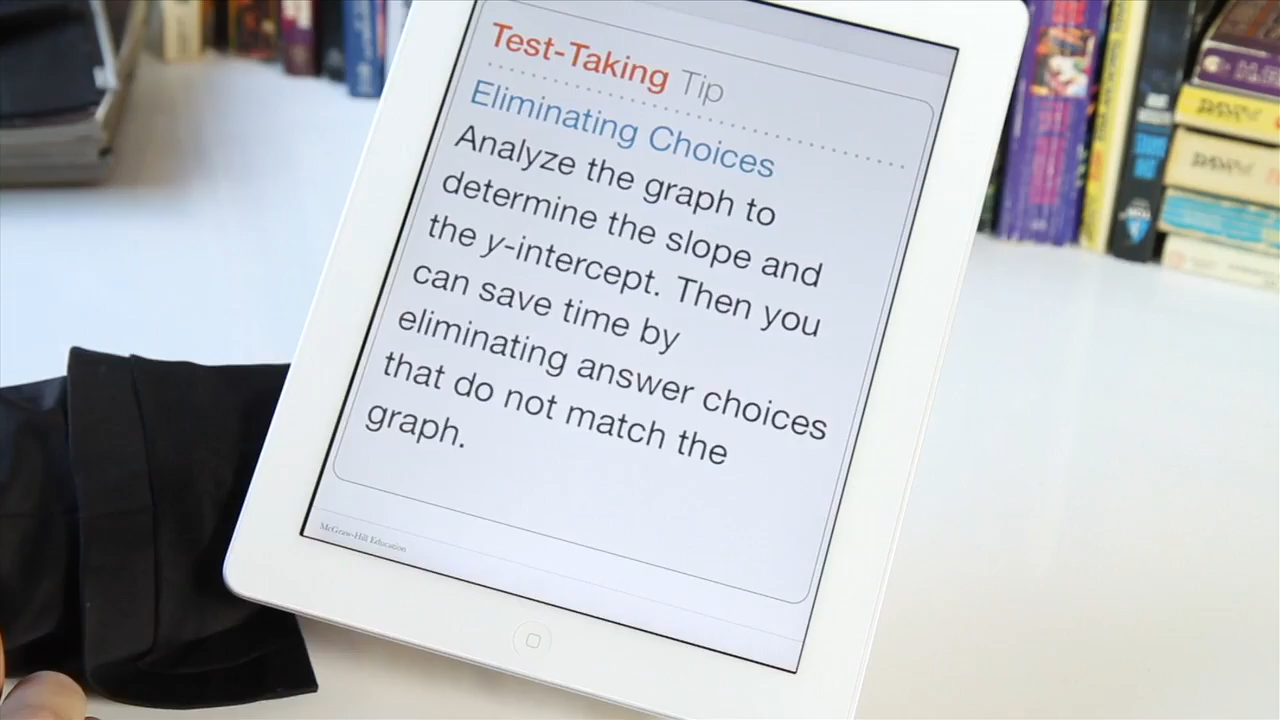 Test-Taking Tip
Eliminating Choices
Analyze the graph to
determine the slope and
the y-intercept. Then you
can save time by
eliminating answer choices
that do not match the
graph.
McGraw-Hill Education